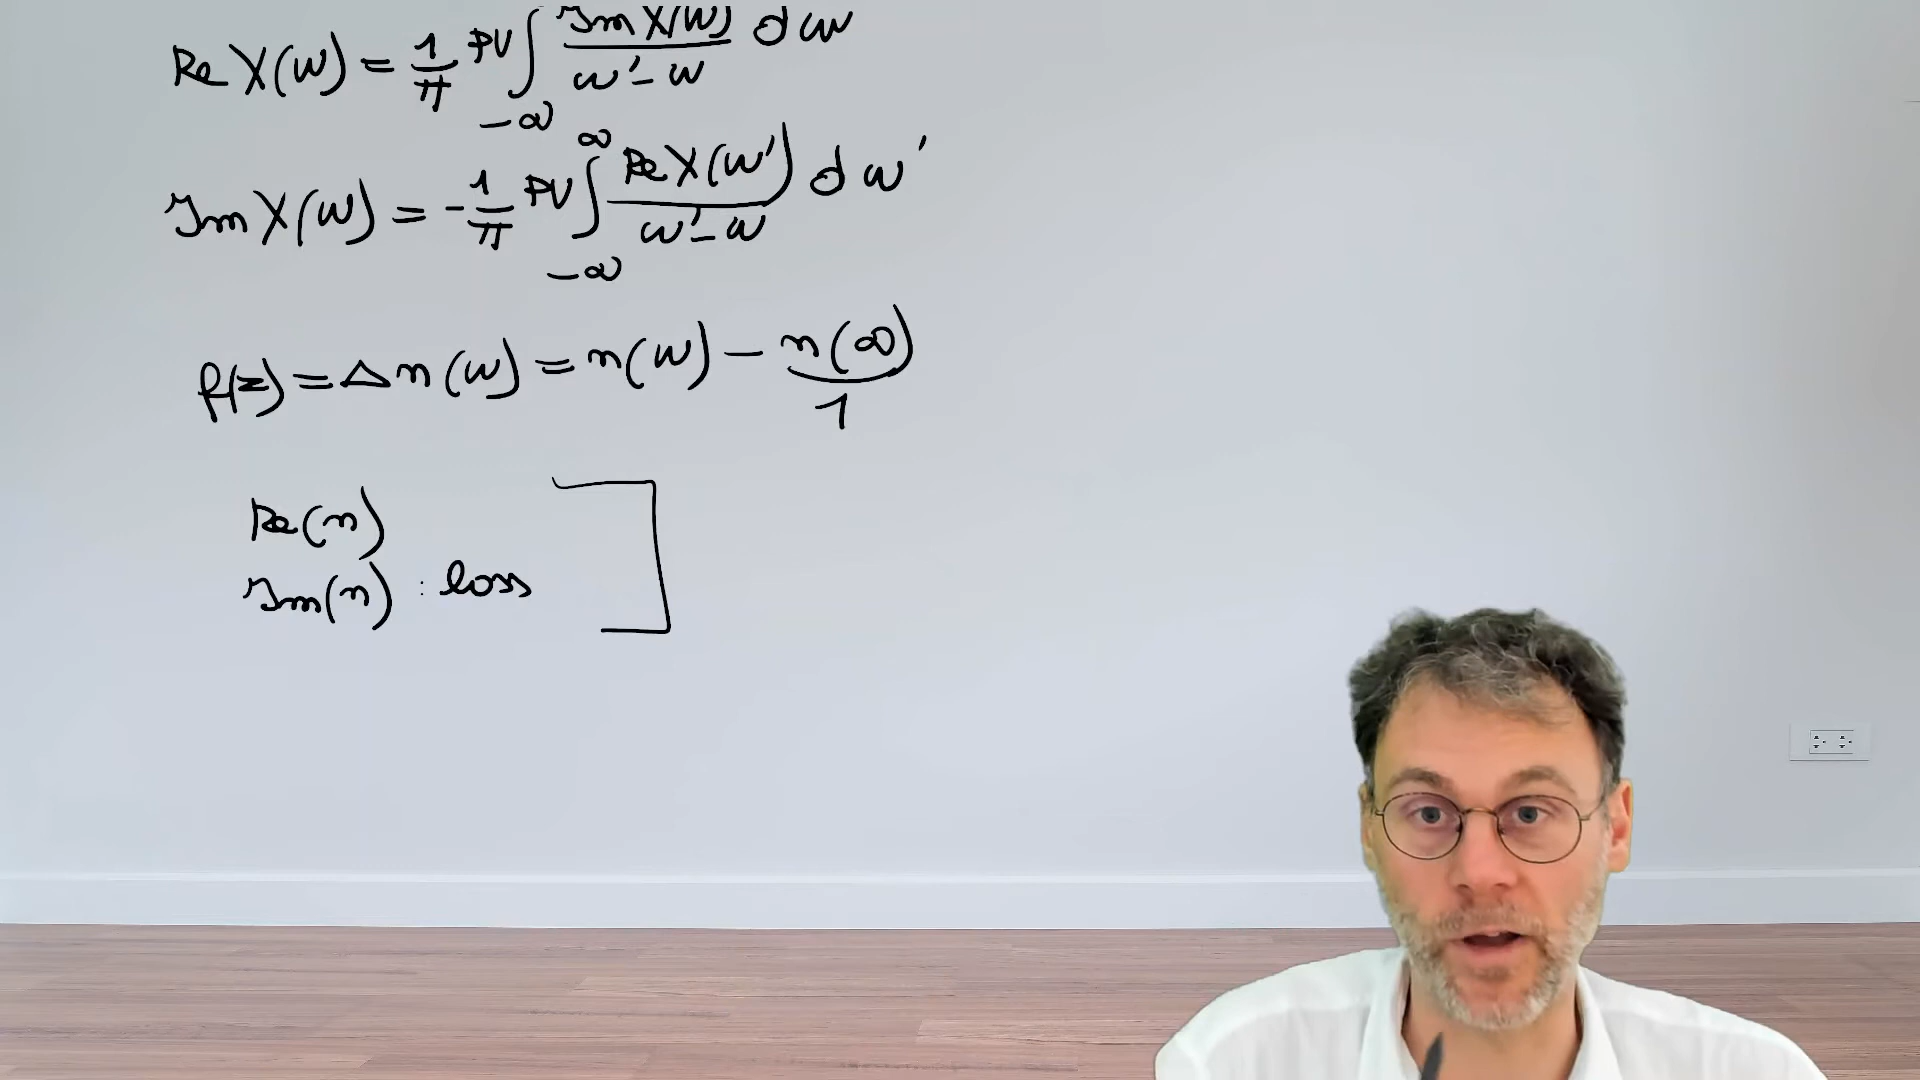 Re χ(ω) = 1/π PV ∫_{-∞} Im χ(ω) / (ω' - ω) dω
Im χ(ω) = -1/π PV ∫_{-∞}^{∞} Re χ(ω') / (ω' - ω) dω'
f(z) = Δn(ω) = n(ω) - n(∞)
1
Re(n)
Im(n) : loss